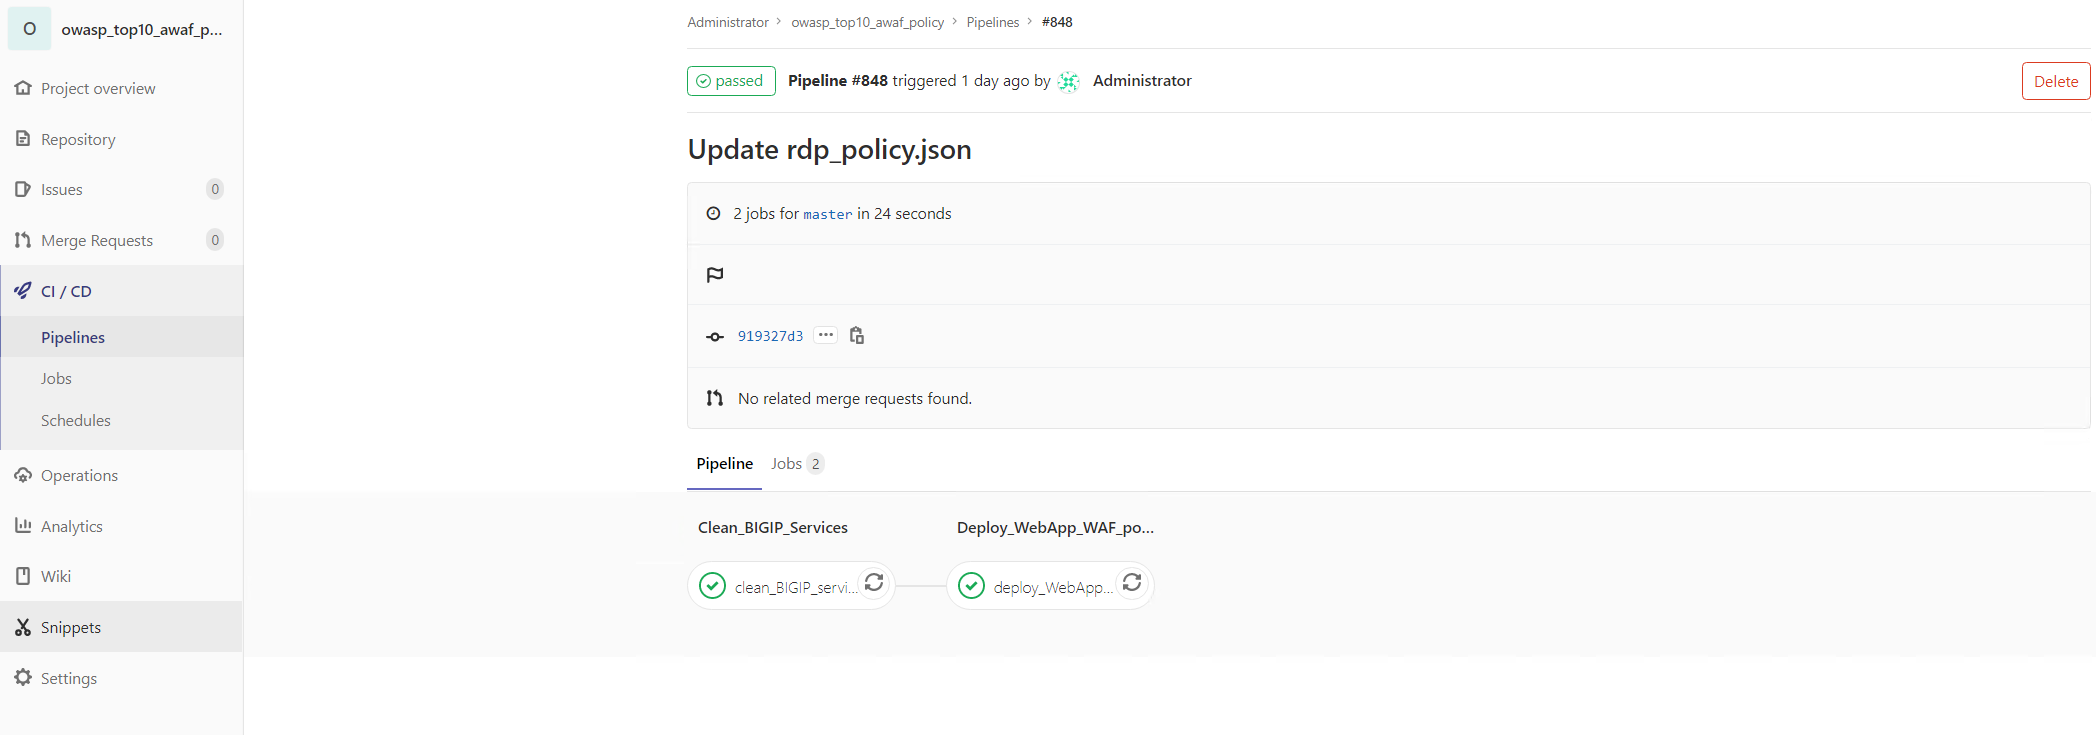 O
owasp_top10_awaf_p...
Project overview
Repository
Issues 0
Merge Requests 0
CI / CD
Pipelines
Jobs
Schedules
Operations
Analytics
Wiki
Snippets
Settings
Administrator > owasp_top10_awaf_policy > Pipelines > #848
passed Pipeline #848 triggered 1 day ago by Administrator
Delete
Update rdp_policy.json
2 jobs for master in 24 seconds
919327d3 ...
No related merge requests found.
Pipeline Jobs 2
Clean_BIGIP_Services Deploy_WebApp_WAF_po...
clean_BIGIP_servi... deploy_WebApp...